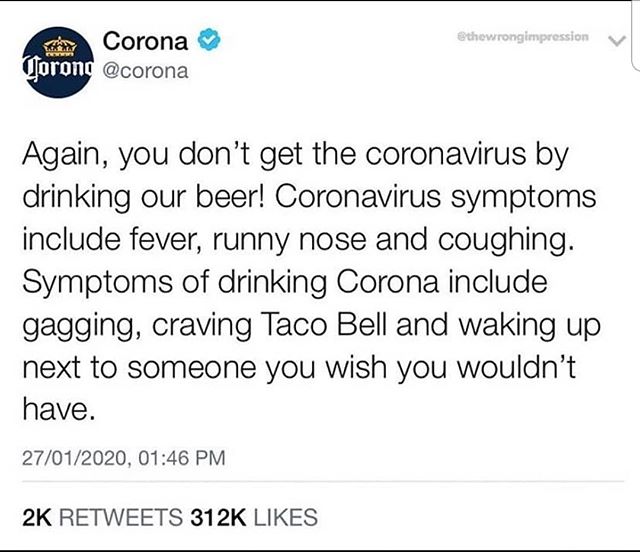 Corona
@thewrongimpression
Corona
@corona
Again, you don't get the coronavirus by
drinking our beer! Coronavirus symptoms
include fever, runny nose and coughing.
Symptoms of drinking Corona include
gagging, craving Taco Bell and waking up
next to someone you wish you wouldn't
have.
27/01/2020, 01:46 PM
2K RETWEETS 312K LIKES